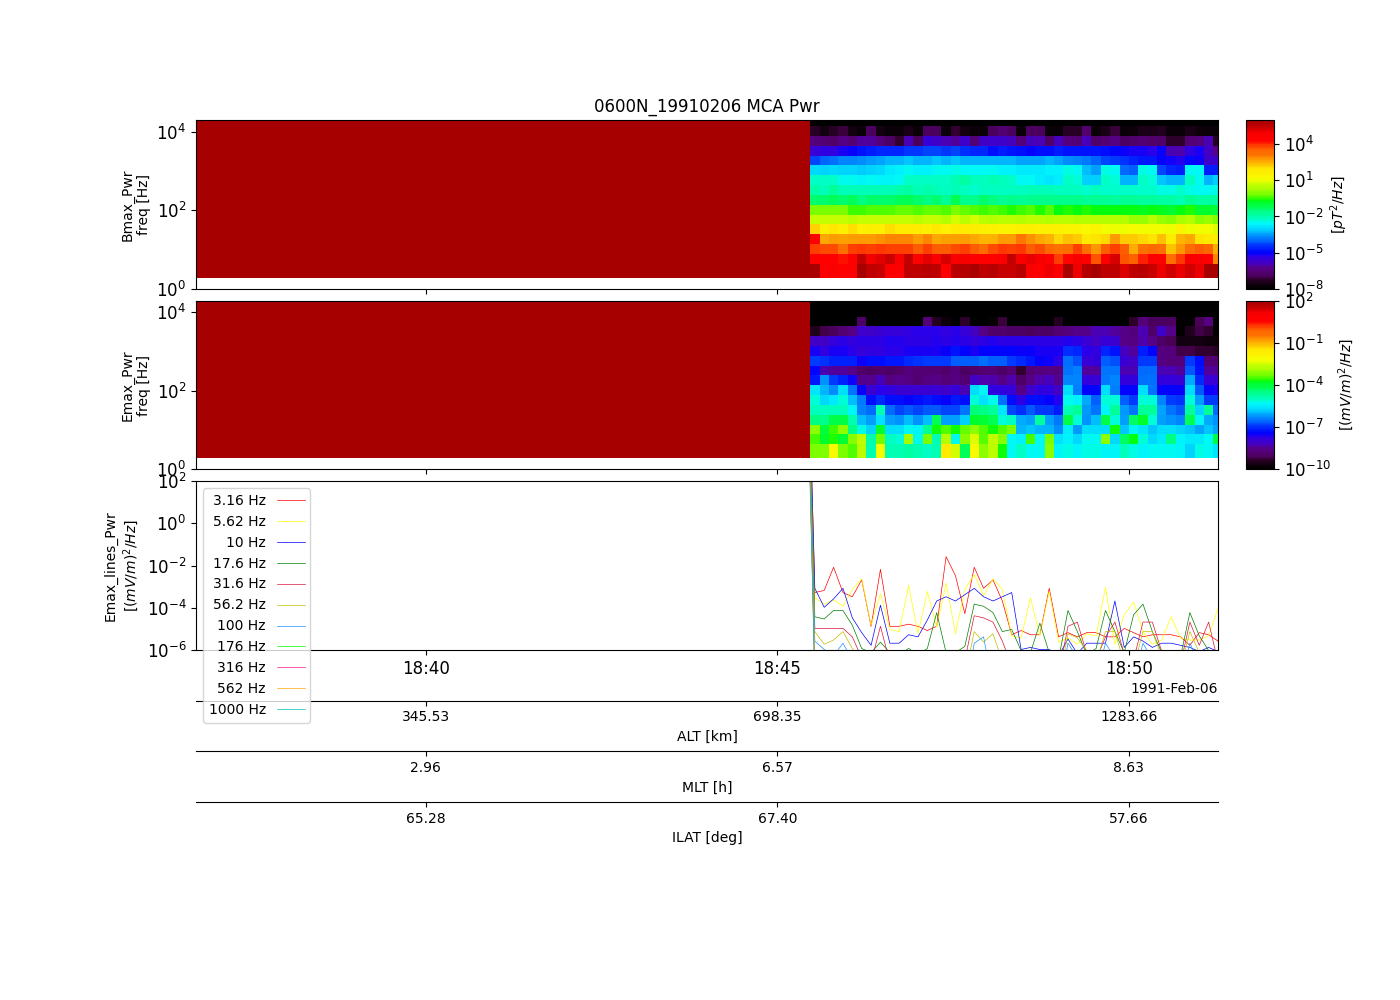 0600N_19910206 MCA Pwr
Bmax_Pwr
freq [Hz]
10^4
10^2
10^0
10^4
10^1
10^-2
10^-5
10^-8
[pT^2/Hz]
Emax_Pwr
freq [Hz]
10^4
10^2
10^0
10^2
10^-1
10^-4
10^-7
10^-10
[(mV/m)^2/Hz]
Emax_lines_Pwr
[(mV/m)^2/Hz]
10^2
10^0
10^-2
10^-4
10^-6
3.16 Hz
5.62 Hz
10 Hz
17.6 Hz
31.6 Hz
56.2 Hz
100 Hz
176 Hz
316 Hz
562 Hz
1000 Hz
18:40 18:45 18:50
1991-Feb-06
345.53 698.35 1283.66
ALT [km]
2.96 6.57 8.63
MLT [h]
65.28 67.40 57.66
ILAT [deg]